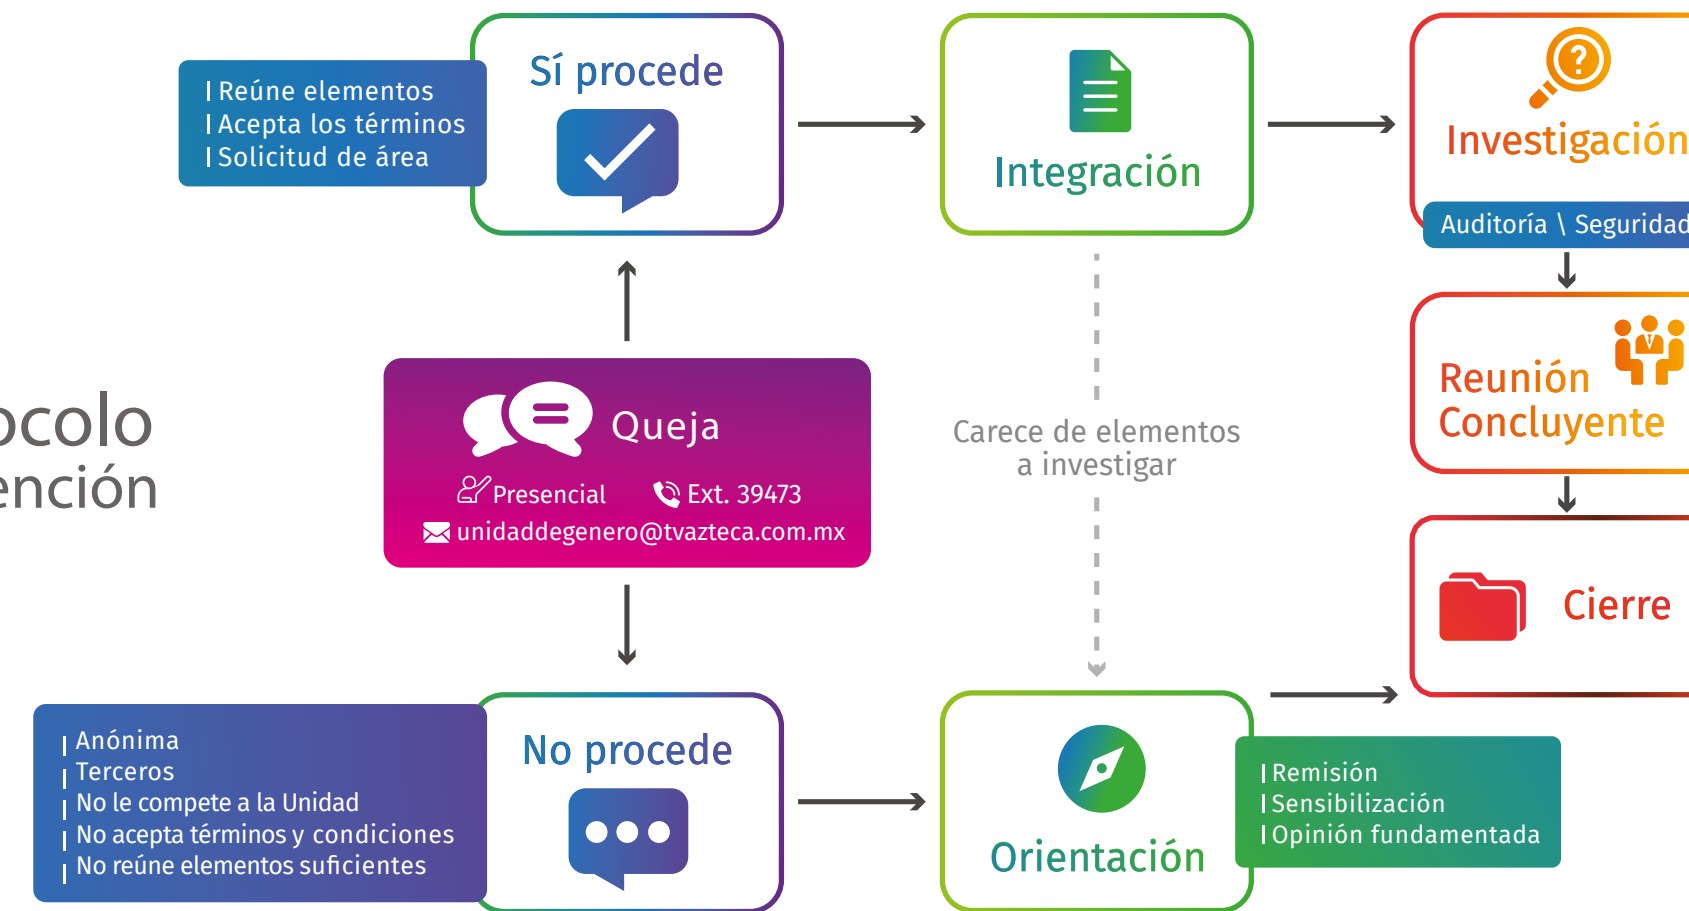 Sí procede
Reúne elementos
Acepta los términos
Solicitud de área
Integración
Investigación
Auditoría \ Seguridad
Reunión
Concluyente
Cierre
ocolo
ención
Queja
Presencial Ext. 39473
unidaddegenero@tvazteca.com.mx
Carece de elementos
a investigar
No procede
Anónima
Terceros
No le compete a la Unidad
No acepta términos y condiciones
No reúne elementos suficientes
Orientación
Remisión
Sensibilización
Opinión fundamentada